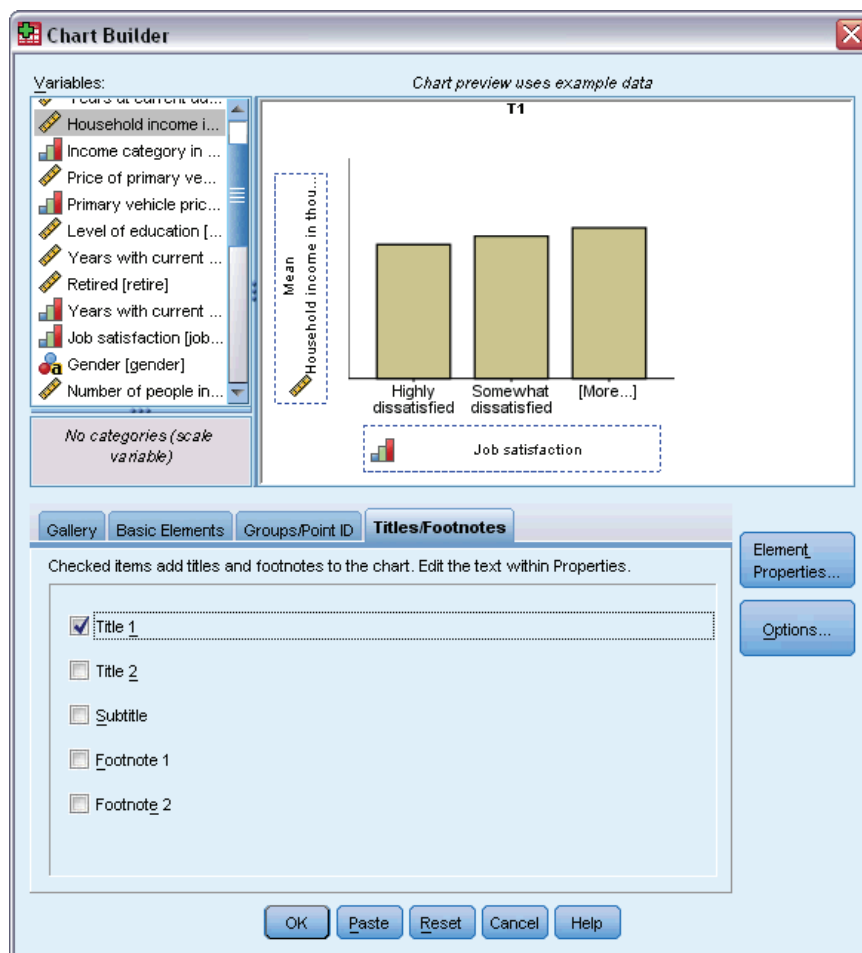 Chart Builder
Variables:
Chart preview uses example data
Years at current ad...
Household income i...
Income category in ...
Price of primary ve...
Primary vehicle pric...
Level of education [...
Years with current ...
Retired [retire]
Years with current ...
Job satisfaction [job...
Gender [gender]
Number of people in...
No categories (scale
variable)
T1
Mean
Household income in thou...
Highly
dissatisfied
Somewhat
dissatisfied
[More...]
Job satisfaction
Gallery
Basic Elements
Groups/Point ID
Titles/Footnotes
Checked items add titles and footnotes to the chart. Edit the text within Properties.
Title 1
Title 2
Subtitle
Footnote 1
Footnote 2
Element
Properties...
Options...
OK
Paste
Reset
Cancel
Help